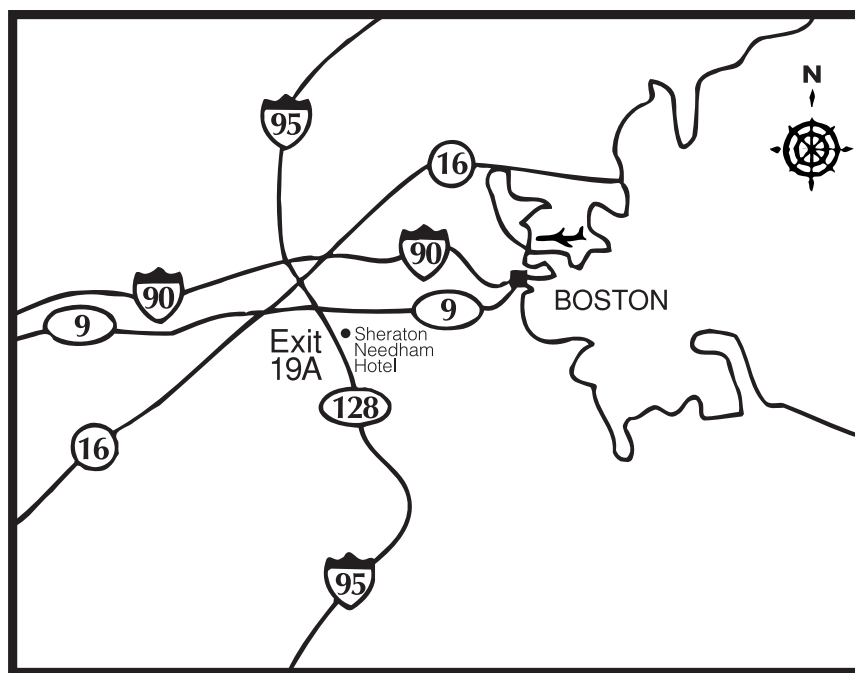 N
95
16
90
90
9
9
BOSTON
Exit
19A
Sheraton
Needham
Hotel
128
16
95